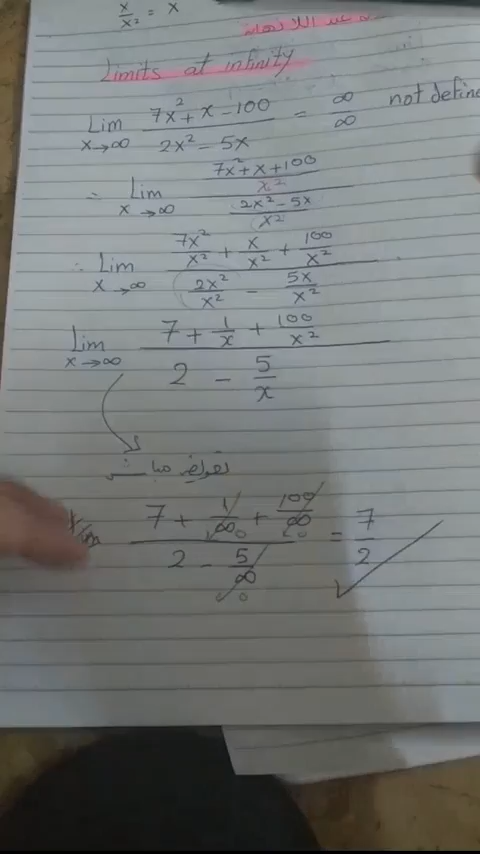 x/x² = x
Limits at infinity
Lim x→∞ (7x² + x - 100)/(2x² - 5x) = ∞/∞ not define
= Lim x→∞ ((7x² + x + 100)/x²)/((2x² - 5x)/x²)
∴ Lim x→∞ (7x²/x² + x/x² + 100/x²)/(2x²/x² - 5x/x²)
Lim x→∞ (7 + 1/x + 100/x²)/(2 - 5/x)
(7 + 1/∞ + 100/∞)/(2 - 5/∞) = 7/2